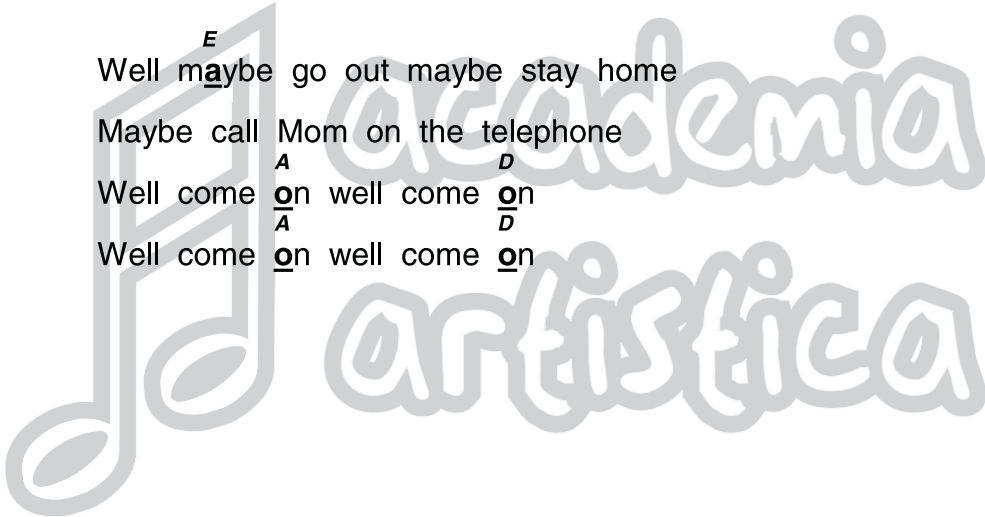 E
Well maybe go out maybe stay home
Maybe call Mom on the telephone
A D
Well come on well come on
A D
Well come on well come on
academia
artistica